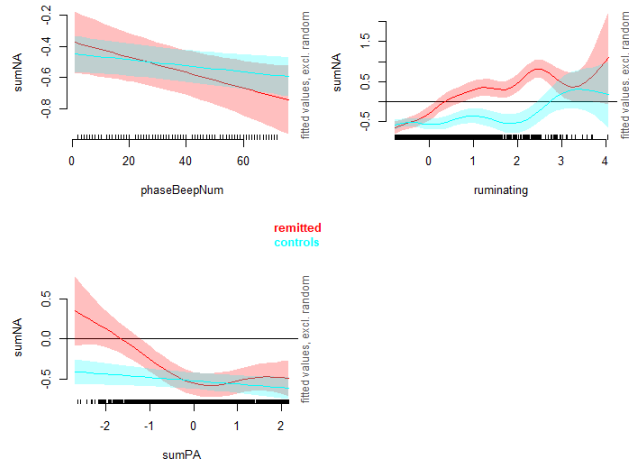 -0.2
-0.4
-0.6
-0.8
sumNA
0
20
40
60
phaseBeepNum
fitted values, excl. random
1.5
0.5
-0.5
sumNA
0
1
2
3
4
ruminating
fitted values, excl. random
remitted
controls
0.5
0.0
-0.5
sumNA
-2
-1
0
1
2
sumPA
fitted values, excl. random